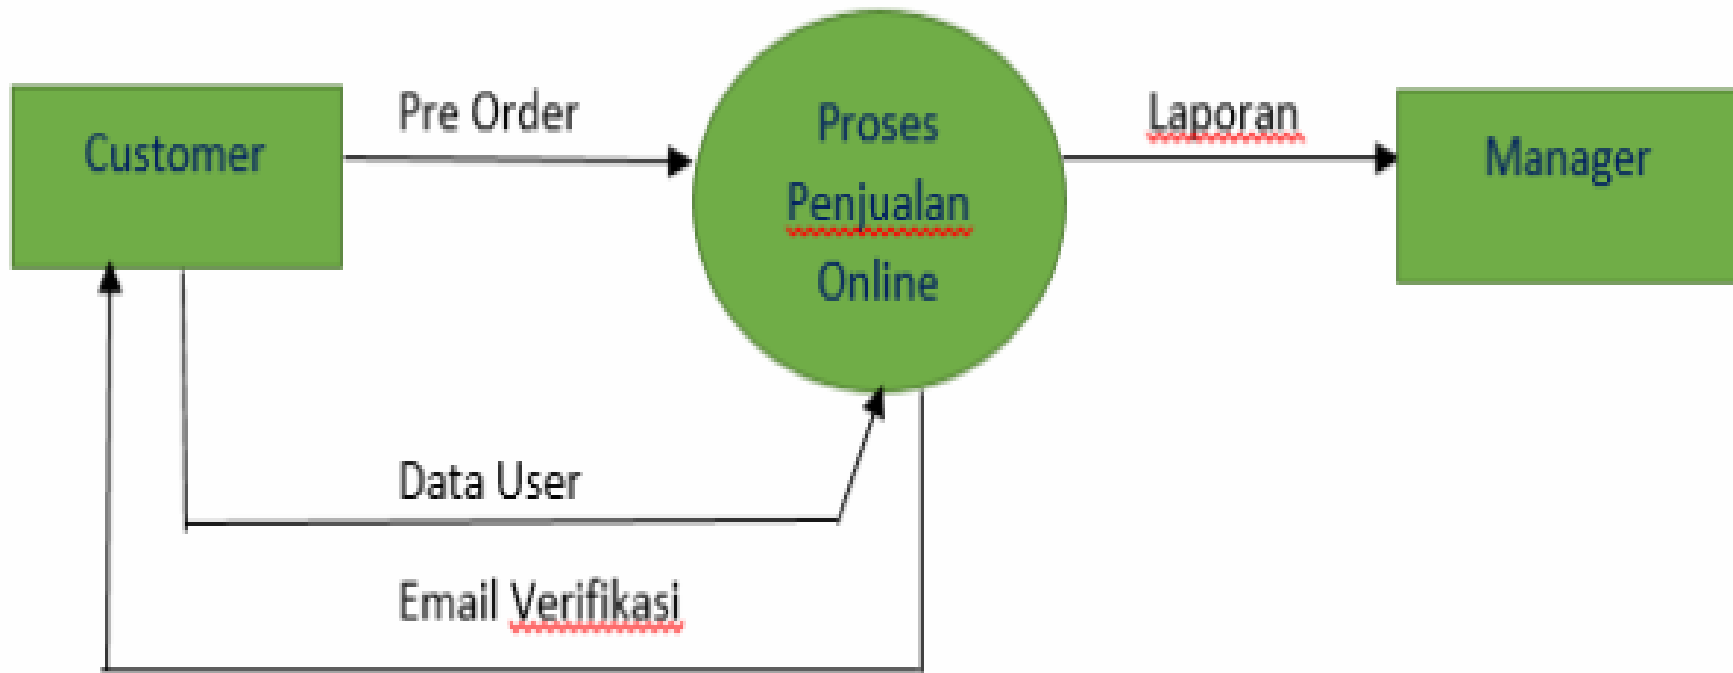 Customer
Pre Order
Proses
Penjualan
Online
Laporan
Manager
Data User
Email Verifikasi